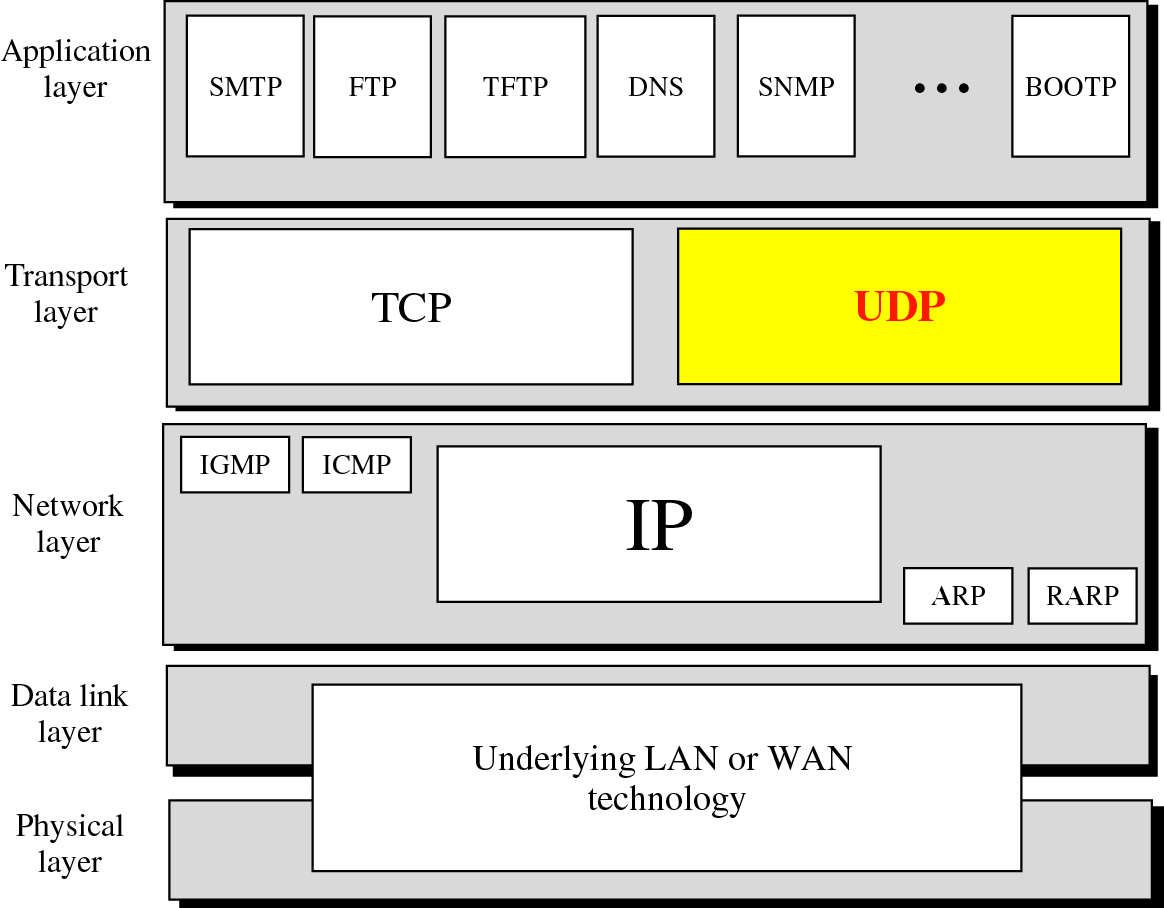 Application
layer
SMTP
FTP
TFTP
DNS
SNMP
...
BOOTP
Transport
layer
TCP
UDP
Network
layer
IGMP
ICMP
IP
ARP
RARP
Data link
layer
Underlying LAN or WAN
technology
Physical
layer